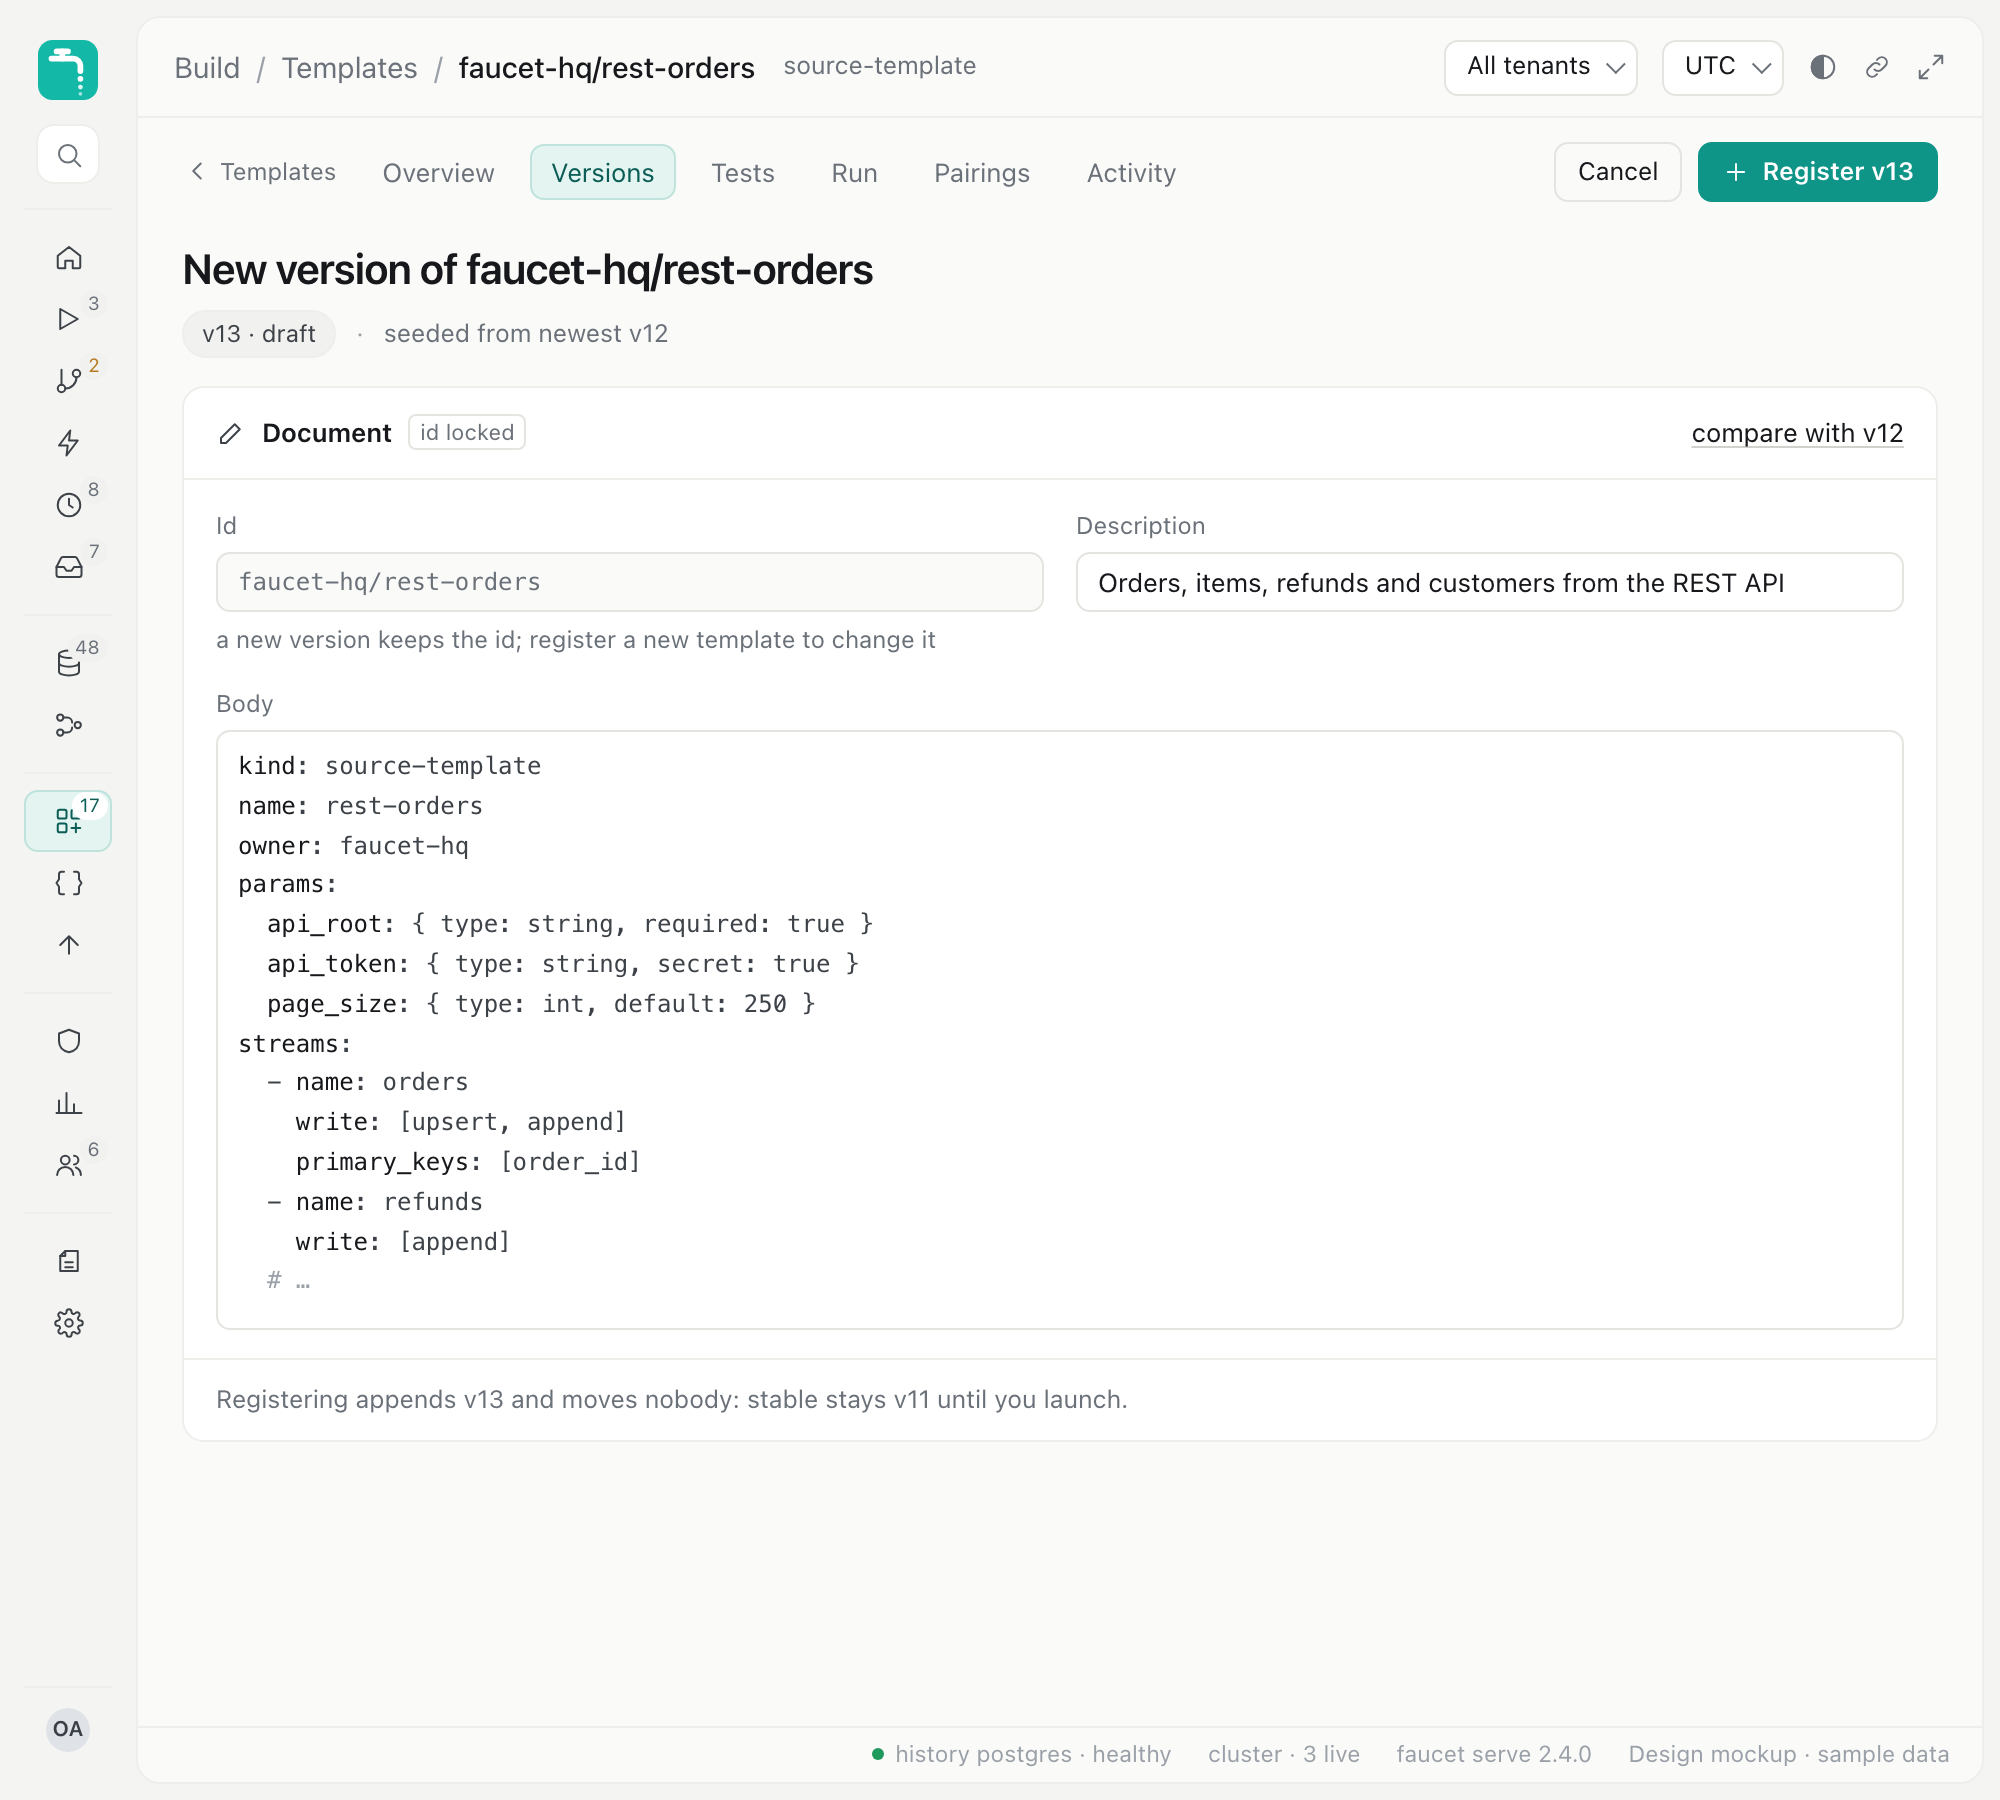 Build / Templates / faucet-hq/rest-orders source-template
All tenants
UTC
Templates
Overview
Versions
Tests
Run
Pairings
Activity
Cancel
+ Register v13
3
2
8
7
48
17
6
OA
New version of faucet-hq/rest-orders
v13 · draft · seeded from newest v12
Document id locked
compare with v12
Id
faucet-hq/rest-orders
a new version keeps the id; register a new template to change it
Description
Orders, items, refunds and customers from the REST API
Body
kind: source-template
name: rest-orders
owner: faucet-hq
params:
  api_root: { type: string, required: true }
  api_token: { type: string, secret: true }
  page_size: { type: int, default: 250 }
streams:
  - name: orders
    write: [upsert, append]
    primary_keys: [order_id]
  - name: refunds
    write: [append]
  # …
Registering appends v13 and moves nobody: stable stays v11 until you launch.
history postgres · healthy
cluster · 3 live
faucet serve 2.4.0
Design mockup · sample data